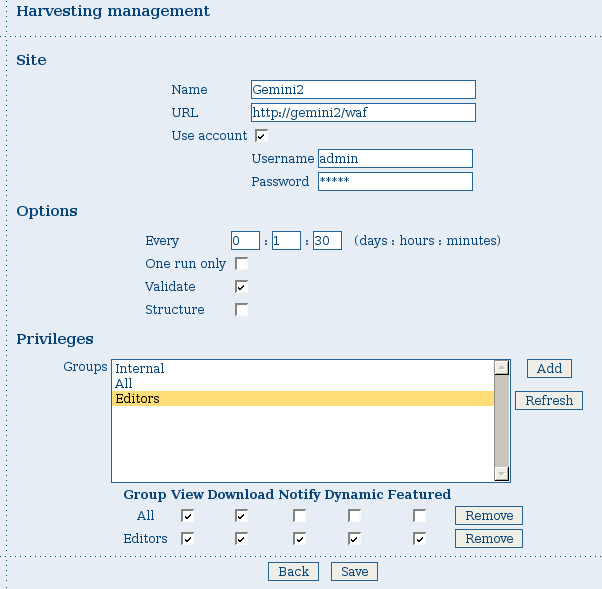 Harvesting management
Site
Name Gemini2
URL http://gemini2/waf
Use account
Username admin
Password *****
Options
Every 0 : 1 : 30 (days : hours : minutes)
One run only
Validate
Structure
Privileges
Groups Internal Add
All
Editors Refresh
Group View Download Notify Dynamic Featured
All Remove
Editors Remove
Back Save